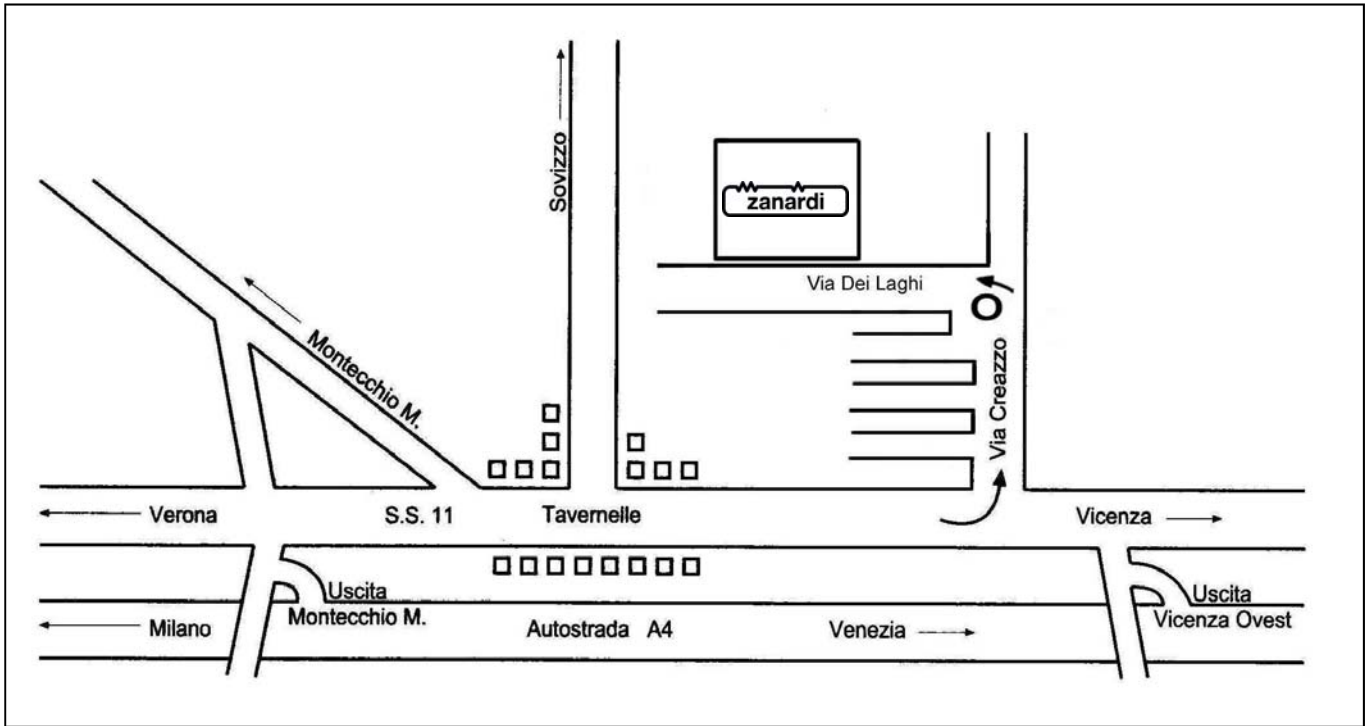 Sovizzo
zanardi
Via Dei Laghi
Montecchio M.
Via Creazzo
Verona
S.S. 11
Tavernelle
Vicenza
Uscita
Montecchio M.
Uscita
Vicenza Ovest
Milano
Autostrada A4
Venezia